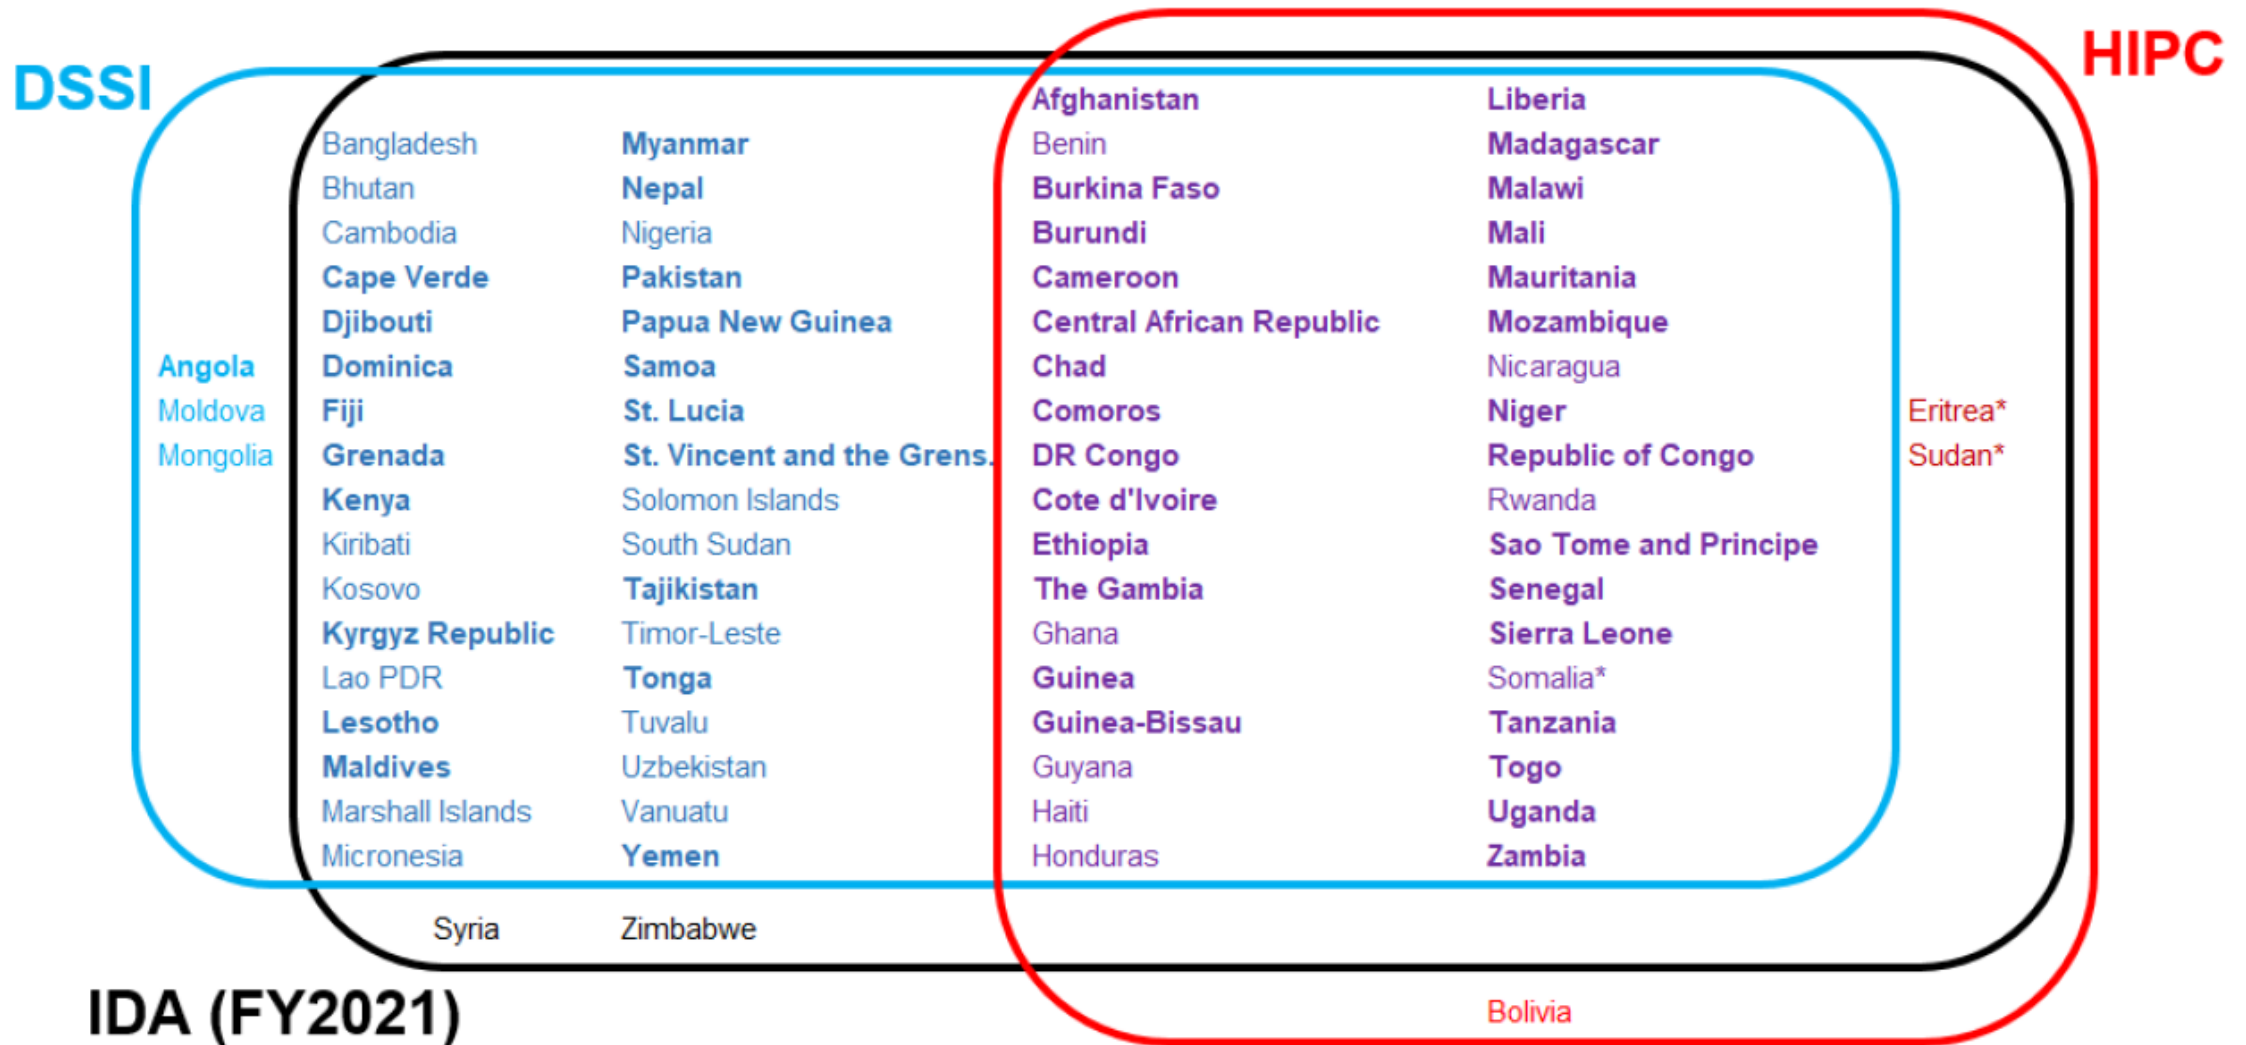 HIPC
DSSI
Afghanistan Liberia
Bangladesh Myanmar Benin Madagascar
Bhutan Nepal Burkina Faso Malawi
Cambodia Nigeria Burundi Mali
Cape Verde Pakistan Cameroon Mauritania
Djibouti Papua New Guinea Central African Republic Mozambique
Angola Dominica Samoa Chad Nicaragua
Moldova Fiji St. Lucia Comoros Niger Eritrea*
Mongolia Grenada St. Vincent and the Grens. DR Congo Republic of Congo Sudan*
Kenya Solomon Islands Cote d'Ivoire Rwanda
Kiribati South Sudan Ethiopia Sao Tome and Principe
Kosovo Tajikistan The Gambia Senegal
Kyrgyz Republic Timor-Leste Ghana Sierra Leone
Lao PDR Tonga Guinea Somalia*
Lesotho Tuvalu Guinea-Bissau Tanzania
Maldives Uzbekistan Guyana Togo
Marshall Islands Vanuatu Haiti Uganda
Micronesia Yemen Honduras Zambia
Syria Zimbabwe
IDA (FY2021)
Bolivia